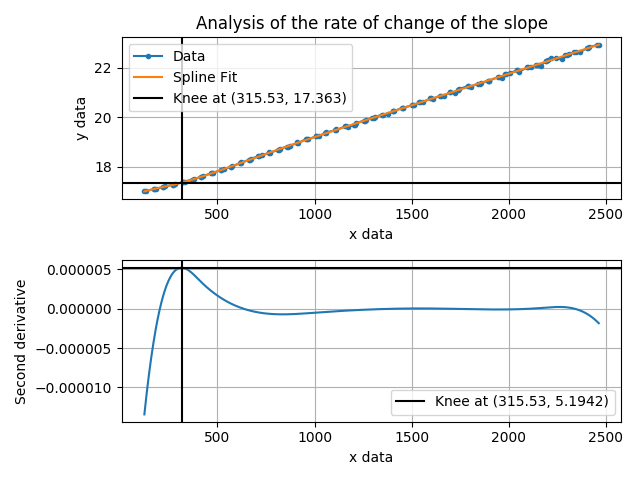 Analysis of the rate of change of the slope
Data
Spline Fit
Knee at (315.53, 17.363)
22
20
18
y data
500 1000 1500 2000 2500
x data
0.000005
0.000000
−0.000005
−0.000010
Second derivative
Knee at (315.53, 5.1942)
500 1000 1500 2000 2500
x data